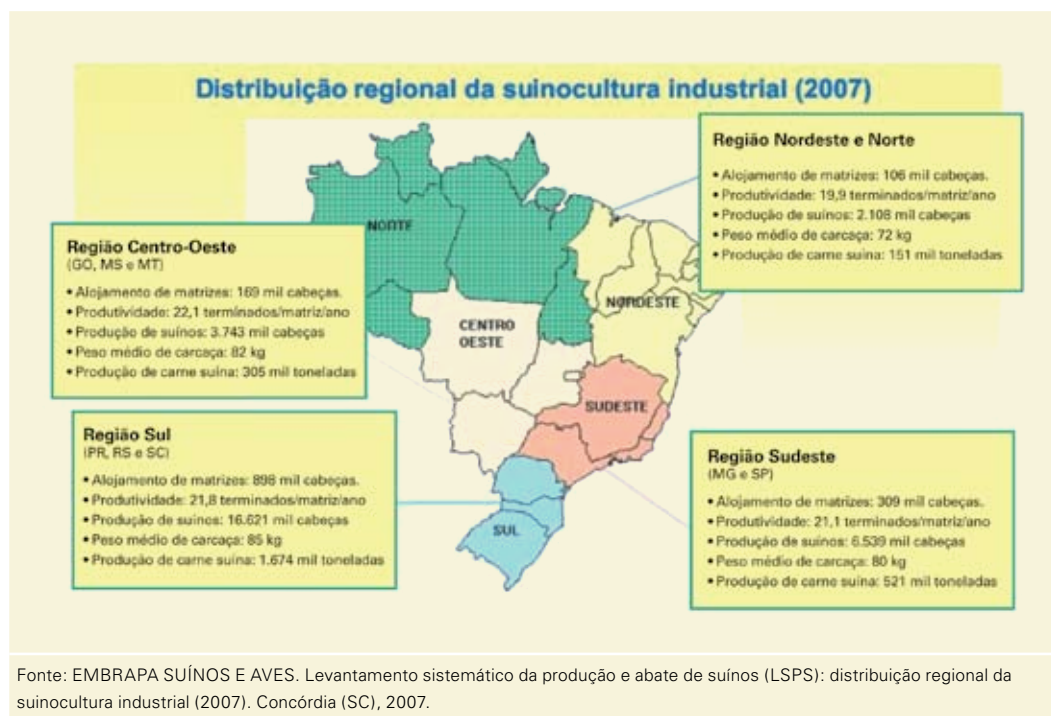 Distribuição regional da suinocultura industrial (2007)
Região Nordeste e Norte
• Alojamento de matrizes: 106 mil cabeças.
• Produtividade: 19,9 terminados/matriz/ano
• Produção de suínos: 2.108 mil cabeças
• Peso médio de carcaça: 72 kg
• Produção de carne suína: 151 mil toneladas
NORTE
NORDESTE
CENTRO
OESTE
SUDESTE
SUL
Região Centro-Oeste
(GO, MS e MT)
• Alojamento de matrizes: 169 mil cabeças.
• Produtividade: 22,1 terminados/matriz/ano
• Produção de suínos: 3.743 mil cabeças
• Peso médio de carcaça: 82 kg
• Produção de carne suína: 305 mil toneladas
Região Sul
(PR, RS e SC)
• Alojamento de matrizes: 898 mil cabeças.
• Produtividade: 21,8 terminados/matriz/ano
• Produção de suínos: 16.621 mil cabeças
• Peso médio de carcaça: 85 kg
• Produção de carne suína: 1.674 mil toneladas
Região Sudeste
(MG e SP)
• Alojamento de matrizes: 309 mil cabeças.
• Produtividade: 21,1 terminados/matriz/ano
• Produção de suínos: 6.539 mil cabeças
• Peso médio de carcaça: 80 kg
• Produção de carne suína: 521 mil toneladas
Fonte: EMBRAPA SUÍNOS E AVES. Levantamento sistemático da produção e abate de suínos (LSPS): distribuição regional da
suinocultura industrial (2007). Concórdia (SC), 2007.